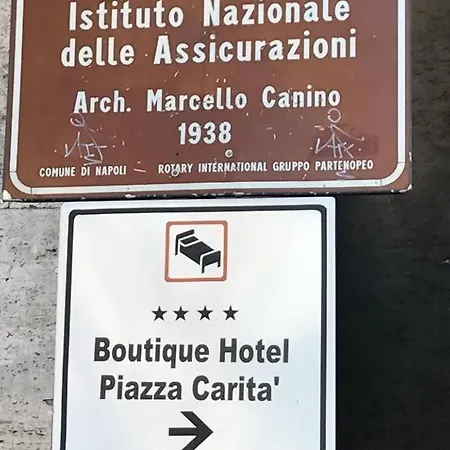 Istituto Nazionale
delle Assicurazioni
Arch. Marcello Canino
1938
COMUNE DI NAPOLI - ROTARY INTERNATIONAL GRUPPO PARTENOPEO
★★★★
Boutique Hotel
Piazza Carita'
→